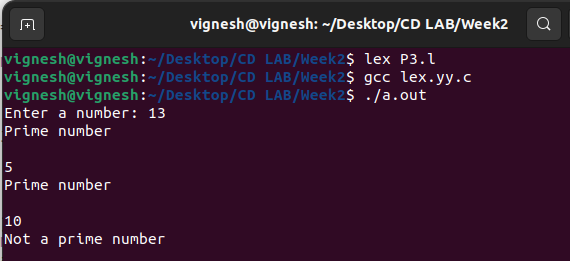 vignesh@vignesh: ~/Desktop/CD LAB/Week2
vignesh@vignesh:~/Desktop/CD LAB/Week2$ lex P3.l
vignesh@vignesh:~/Desktop/CD LAB/Week2$ gcc lex.yy.c
vignesh@vignesh:~/Desktop/CD LAB/Week2$ ./a.out
Enter a number: 13
Prime number
5
Prime number
10
Not a prime number